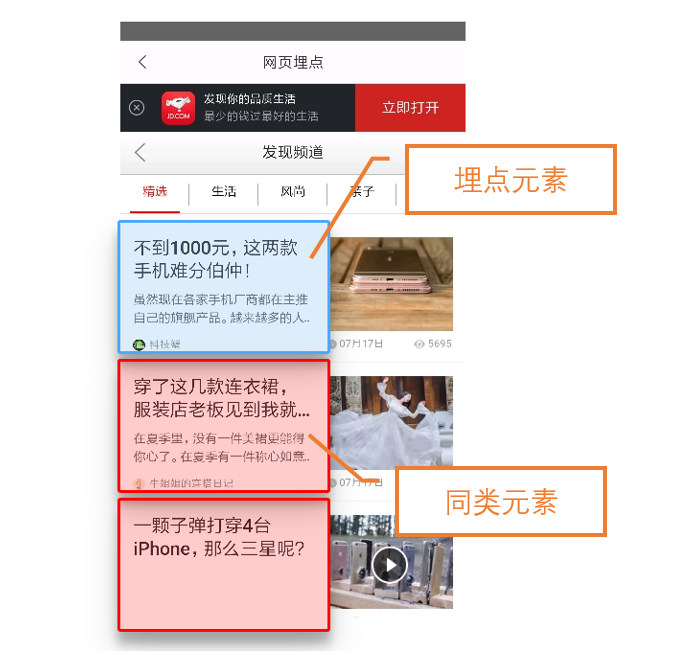 网页埋点
发现你的品质生活
最少的钱过最好的生活
JD.COM
立即打开
发现频道
精选
生活
风尚
亲子
埋点元素
不到1000元，这两款
手机难分伯仲！
虽然现在各家手机厂商都在主推
自己的旗舰产品。越来越多的人..
科技蟹
07月17日
5695
穿了这几款连衣裙，
服装店老板见到我就...
在夏季里，没有一件美裙更能得
你心了。在夏季有一件称心如意..
牛姐姐的穿搭日记
07月17日
同类元素
一颗子弹打穿4台
iPhone，那么三星呢？